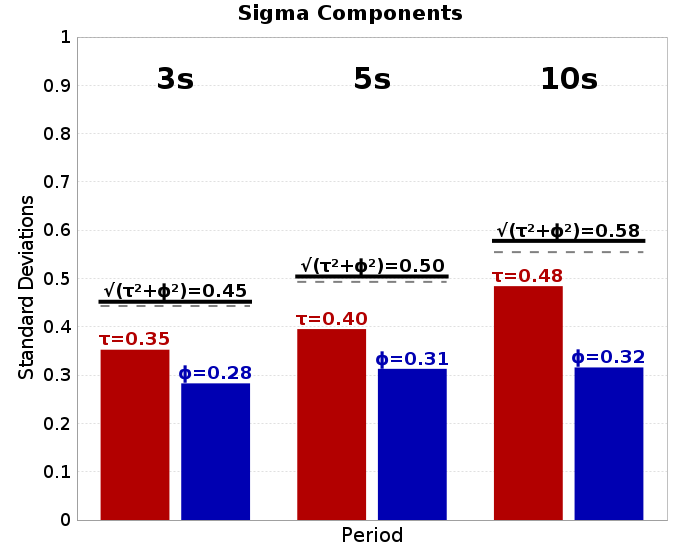 Sigma Components
1
0.9
0.8
0.7
0.6
0.5
0.4
0.3
0.2
0.1
0
Standard Deviations
3s
5s
10s
√(τ²+ϕ²)=0.45
τ=0.35
ϕ=0.28
√(τ²+ϕ²)=0.50
τ=0.40
ϕ=0.31
√(τ²+ϕ²)=0.58
τ=0.48
ϕ=0.32
Period